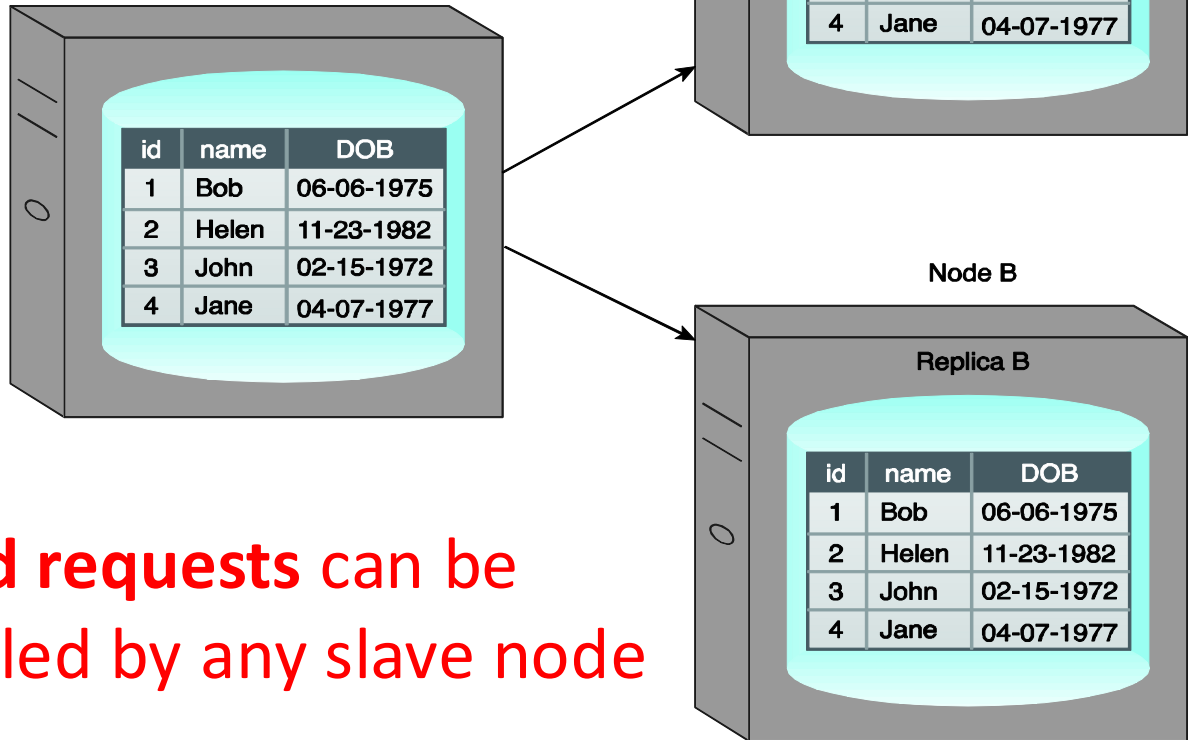 4 Jane 04-07-1977
id name DOB
1 Bob 06-06-1975
2 Helen 11-23-1982
3 John 02-15-1972
4 Jane 04-07-1977
Node B
Replica B
id name DOB
1 Bob 06-06-1975
2 Helen 11-23-1982
3 John 02-15-1972
4 Jane 04-07-1977
d requests can be
led by any slave node